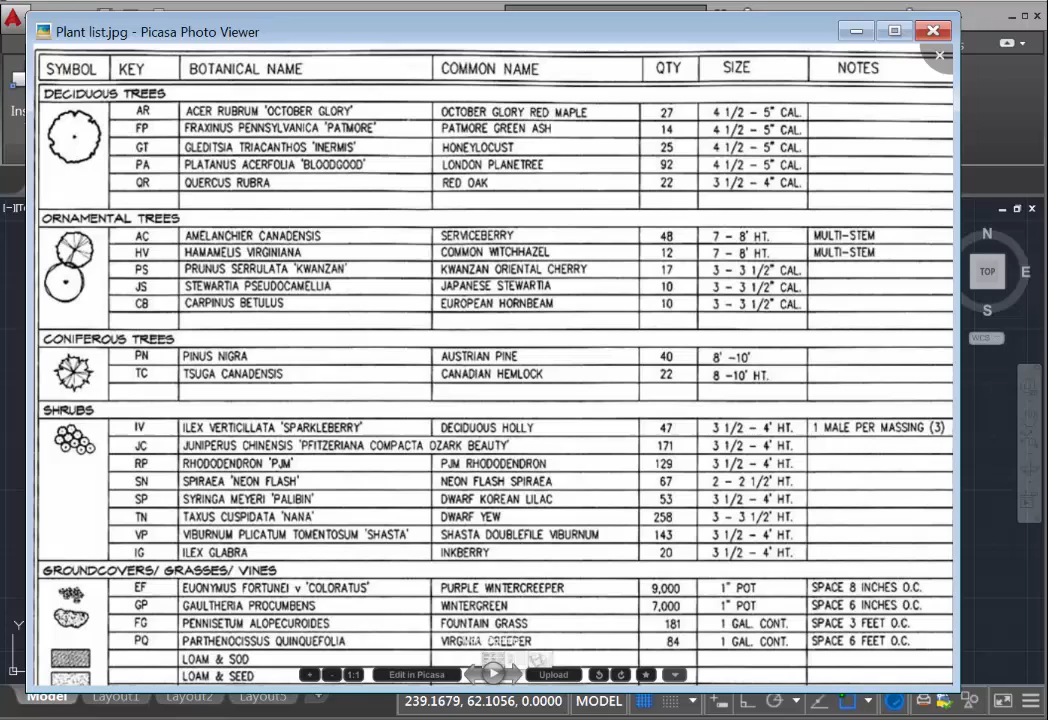 Plant list.jpg - Picasa Photo Viewer
SYMBOL KEY BOTANICAL NAME COMMON NAME QTY SIZE NOTES
DECIDUOUS TREES
AR ACER RUBRUM 'OCTOBER GLORY' OCTOBER GLORY RED MAPLE 27 4 1/2 - 5" CAL.
FP FRAXINUS PENNSYLVANICA 'PATMORE' PATMORE GREEN ASH 14 4 1/2 - 5" CAL.
GT GLEDITSIA TRIACANTHOS 'INERMIS' HONEYLOCUST 25 4 1/2 - 5" CAL.
PA PLATANUS ACERFOLIA 'BLOODGOOD' LONDON PLANETREE 92 4 1/2 - 5" CAL.
QR QUERCUS RUBRA RED OAK 22 3 1/2 - 4" CAL.
ORNAMENTAL TREES
AC AMELANCHIER CANADENSIS SERVICEBERRY 48 7 - 8' HT. MULTI-STEM
HV HAMAMELUS VIRGINIANA COMMON WITCHHAZEL 12 7 - 8' HT. MULTI-STEM
PS PRUNUS SERRULATA 'KWANZAN' KWANZAN ORIENTAL CHERRY 17 3 - 3 1/2" CAL.
JS STEWARTIA PSEUDOCAMELLIA JAPANESE STEWARTIA 10 3 - 3 1/2" CAL.
CB CARPINUS BETULUS EUROPEAN HORNBEAM 10 3 - 3 1/2" CAL.
CONIFEROUS TREES
PN PINUS NIGRA AUSTRIAN PINE 40 8' -10'
TC TSUGA CANADENSIS CANADIAN HEMLOCK 22 8 -10' HT.
SHRUBS
IV ILEX VERTICILLATA 'SPARKLEBERRY' DECIDUOUS HOLLY 47 3 1/2 - 4' HT. 1 MALE PER MASSING (3)
JC JUNIPERUS CHINENSIS 'PFITZERIANA COMPACTA OZARK BEAUTY' 171 3 1/2 - 4' HT.
RP RHODODENDRON 'PJM' PJM RHODODENDRON 129 3 1/2 - 4' HT.
SN SPIRAEA 'NEON FLASH' NEON FLASH SPIRAEA 67 2 - 2 1/2' HT.
SP SYRINGA MEYERI 'PALIBIN' DWARF KOREAN LILAC 53 3 1/2 - 4' HT.
TN TAXUS CUSPIDATA 'NANA' DWARF YEW 258 3 - 3 1/2' HT.
VP VIBURNUM PLICATUM TOMENTOSUM 'SHASTA' SHASTA DOUBLEFILE VIBURNUM 143 3 1/2 - 4' HT.
IG ILEX GLABRA INKBERRY 20 3 1/2 - 4' HT.
GROUNDCOVERS/ GRASSES/ VINES
EF EUONYMUS FORTUNEI v 'COLORATUS' PURPLE WINTERCREEPER 9,000 1" POT SPACE 8 INCHES O.C.
GP GAULTHERIA PROCUMBENS WINTERGREEN 7,000 1" POT SPACE 6 INCHES O.C.
FG PENNISETUM ALOPECUROIDES FOUNTAIN GRASS 181 1 GAL. CONT. SPACE 3 FEET O.C.
PQ PARTHENOCISSUS QUINQUEFOLIA VIRGINIA CREEPER 84 1 GAL. CONT. SPACE 6 FEET O.C.
LOAM & SOD
LOAM & SEED
1:1 Edit in Picasa Upload
Ins
[−][To
N
TOP E
S
WCS
Y
Model Layout1 Layout2 Layout3 239.1679, 62.1056, 0.0000 MODEL